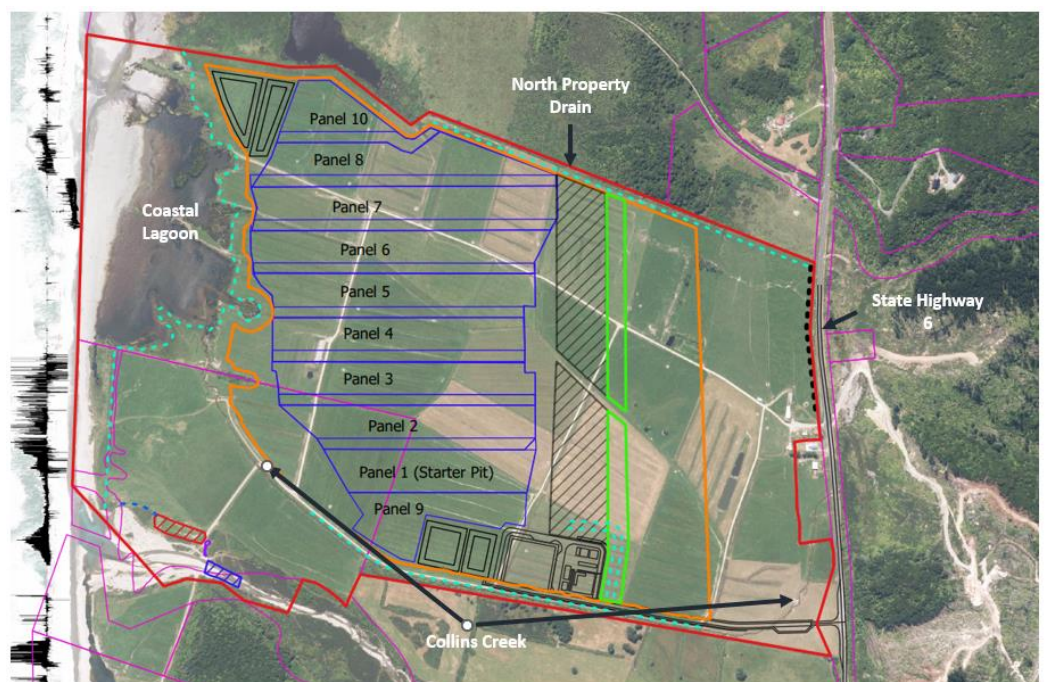 North Property
Drain
Panel 10
Panel 8
Panel 7
Coastal
Lagoon
Panel 6
Panel 5
State Highway
6
Panel 4
Panel 3
Panel 2
Panel 1 (Starter Pit)
Panel 9
Collins Creek